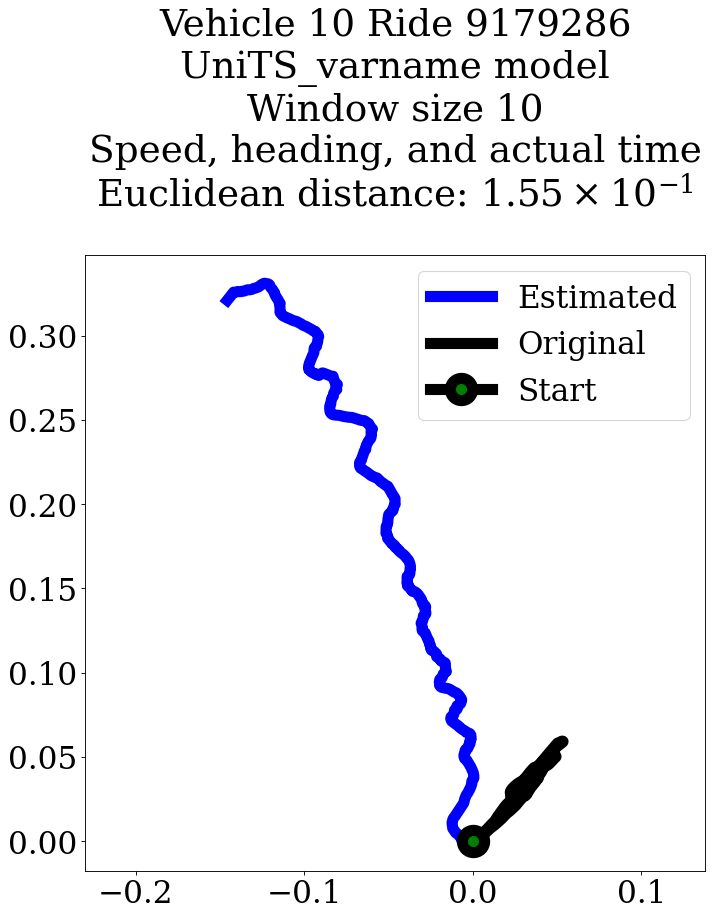 Vehicle 10 Ride 9179286
UniTS_varname model
Window size 10
Speed, heading, and actual time
Euclidean distance: 1.55 × 10⁻¹
Estimated
Original
Start
0.30
0.25
0.20
0.15
0.10
0.05
0.00
−0.2 −0.1 0.0 0.1